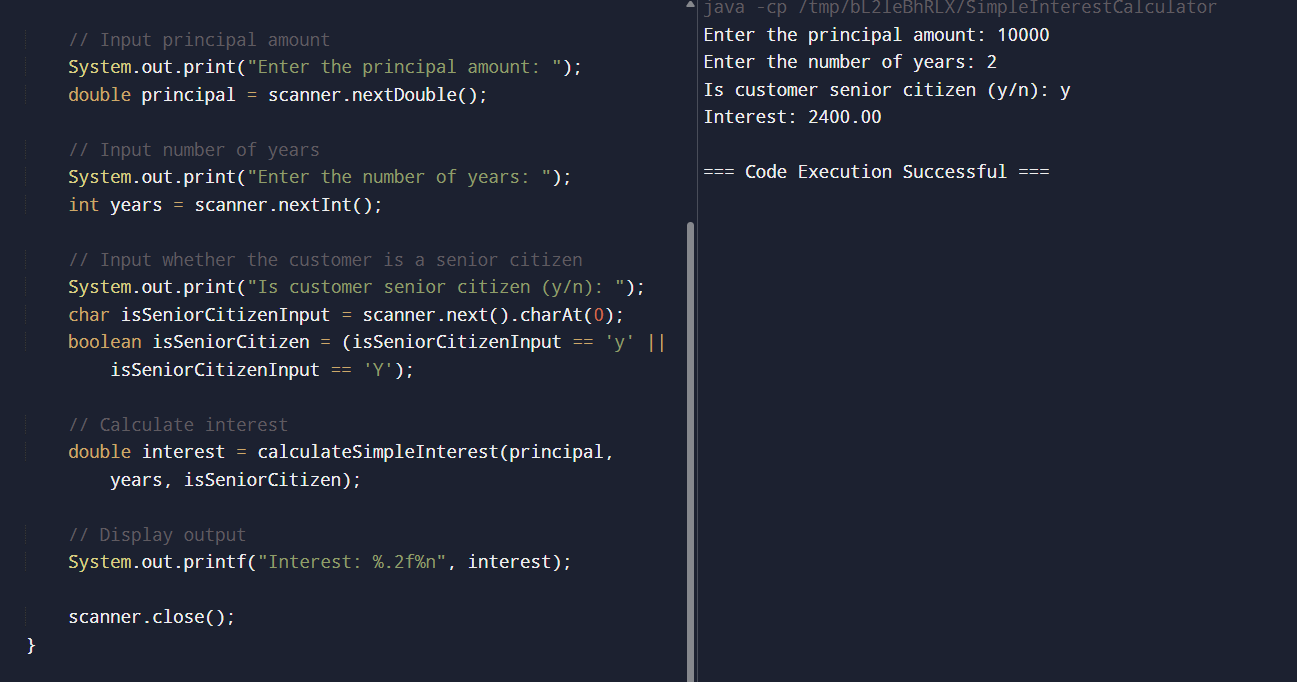 // Input principal amount
System.out.print("Enter the principal amount: ");
double principal = scanner.nextDouble();
// Input number of years
System.out.print("Enter the number of years: ");
int years = scanner.nextInt();
// Input whether the customer is a senior citizen
System.out.print("Is customer senior citizen (y/n): ");
char isSeniorCitizenInput = scanner.next().charAt(0);
boolean isSeniorCitizen = (isSeniorCitizenInput == 'y' ||
isSeniorCitizenInput == 'Y');
// Calculate interest
double interest = calculateSimpleInterest(principal,
years, isSeniorCitizen);
// Display output
System.out.printf("Interest: %.2f%n", interest);
scanner.close();
}
java -cp /tmp/bL2leBhRLX/SimpleInterestCalculator
Enter the principal amount: 10000
Enter the number of years: 2
Is customer senior citizen (y/n): y
Interest: 2400.00
=== Code Execution Successful ===